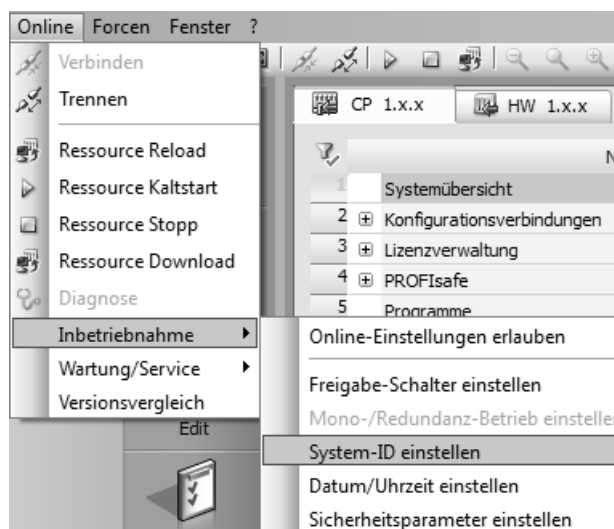 Online Forcen Fenster ?
Verbinden
Trennen
Ressource Reload
Ressource Kaltstart
Ressource Stopp
Ressource Download
Diagnose
Inbetriebnahme
Wartung/Service
Versionsvergleich
Edit
CP 1.x.x HW 1.x.x
N
1 Systemübersicht
2 Konfigurationsverbindungen
3 Lizenzverwaltung
4 PROFIsafe
5 Programme
Online-Einstellungen erlauben
Freigabe-Schalter einstellen
Mono-/Redundanz-Betrieb einstelle
System-ID einstellen
Datum/Uhrzeit einstellen
Sicherheitsparameter einstellen